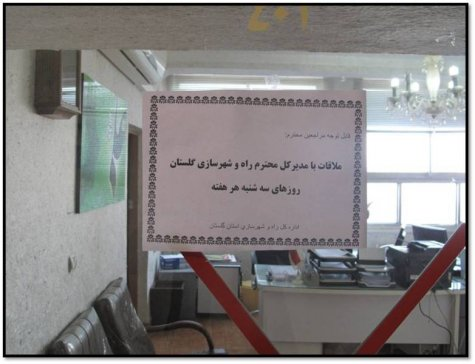 قابل توجه مراجعین محترم:
ملاقات با مدیرکل محترم راه و شهرسازی گلستان
روزهای سه شنبه هر هفته
اداره کل راه و شهرسازی استان گلستان